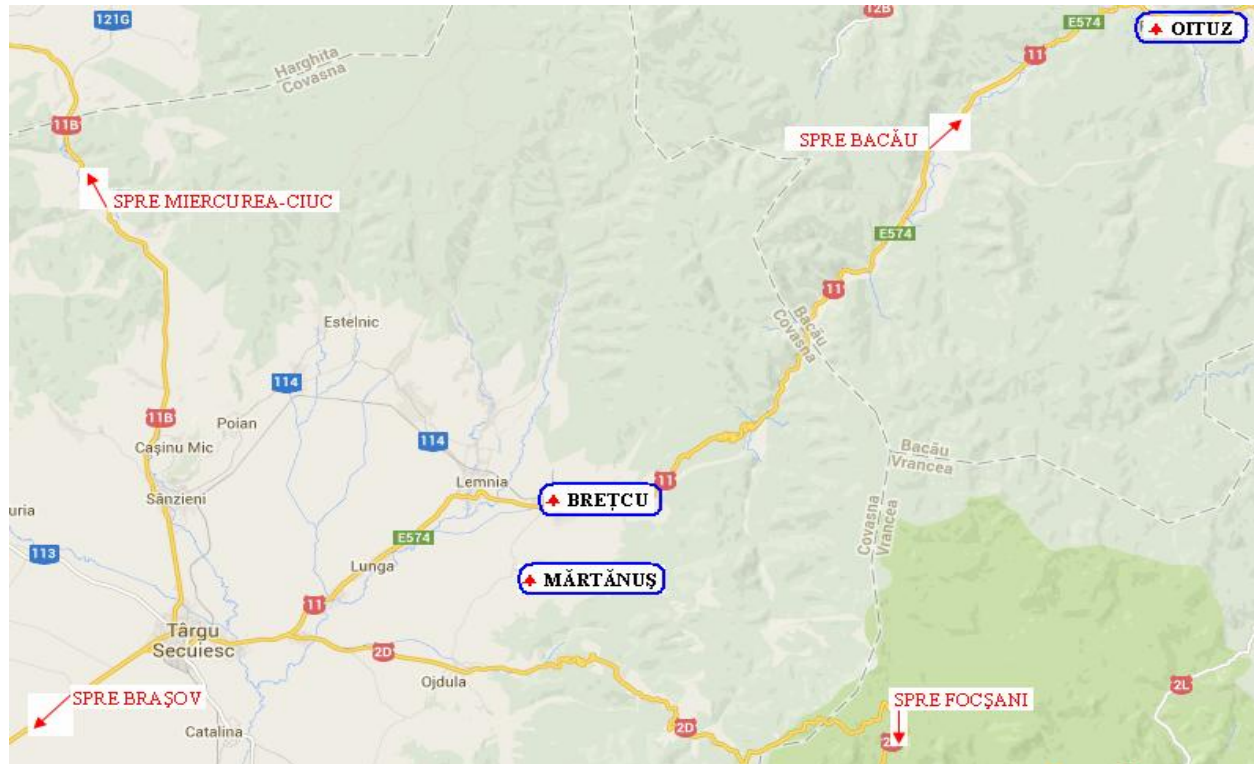 121G
12B
E574
OITUZ
11
Harghita
Covasna
11B
SPRE BACĂU
SPRE MIERCUREA-CIUC
E574
11
Bacău
Covasna
Estelnic
114
11B
Poian
Cașinu Mic
114
Bacău
Vrancea
Lemnia
11
Sânzieni
BREȚCU
uria
E574
Covasna
Vrancea
113
Lunga
MĂRTĂNUȘ
11
Târgu
Secuiesc
2D
Ojdula
2L
SPRE BRAȘOV
SPRE FOCȘANI
2D
Catalina